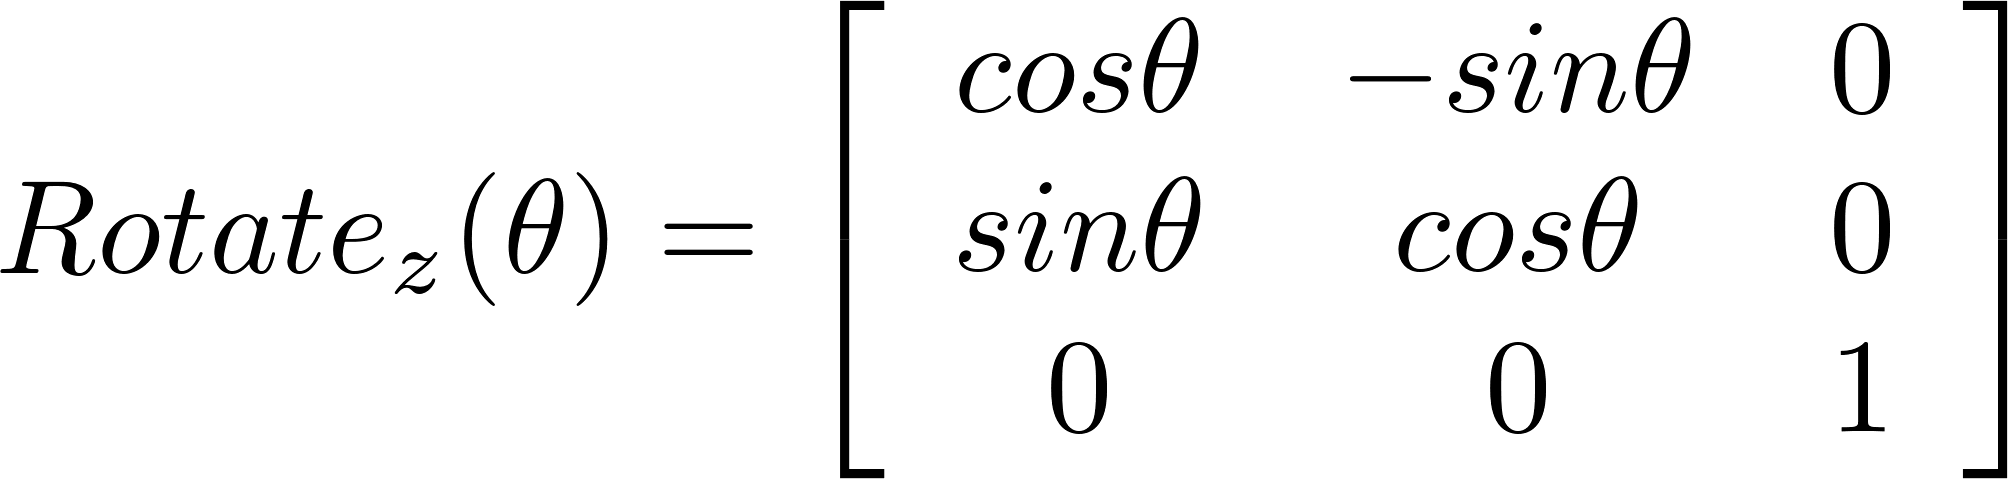 Rotate_z(θ) = [ cosθ -sinθ 0
sinθ cosθ 0
0 0 1 ]